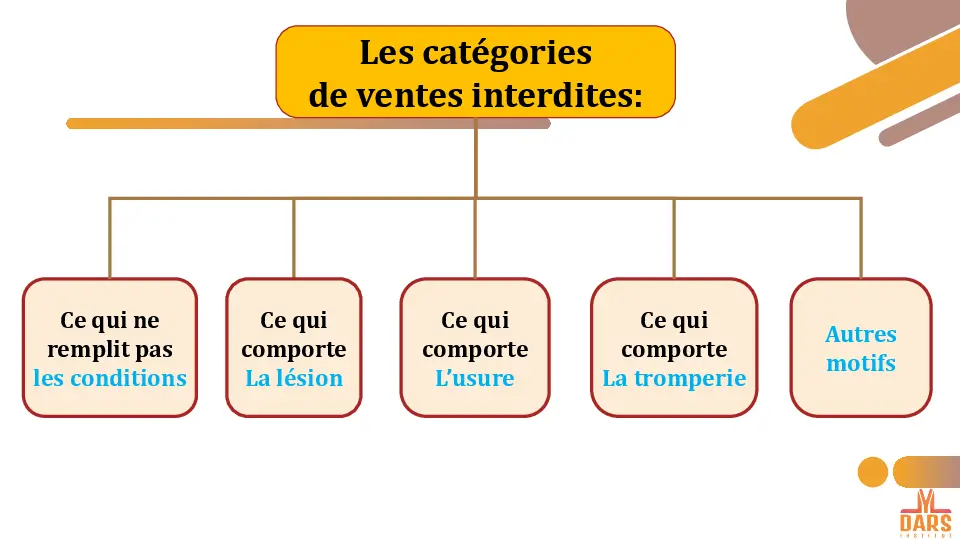 Les catégories
de ventes interdites:
Ce qui ne
remplit pas
les conditions
Ce qui
comporte
La lésion
Ce qui
comporte
L’usure
Ce qui
comporte
La tromperie
Autres
motifs
DARS
INSTITUT